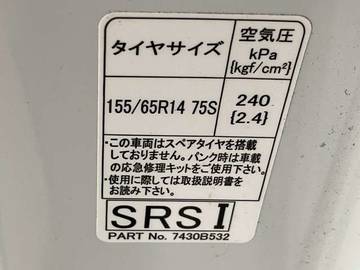 タイヤサイズ
空気圧
kPa
{kgf/cm²}
155/65R14 75S
240
{2.4}
・この車両はスペアタイヤを搭載
しておりません。パンク時は車載
の応急修理キットをご使用下さい。
・使用に際しては取扱説明書を
お読み下さい。
SRS I
PART No. 7430B532